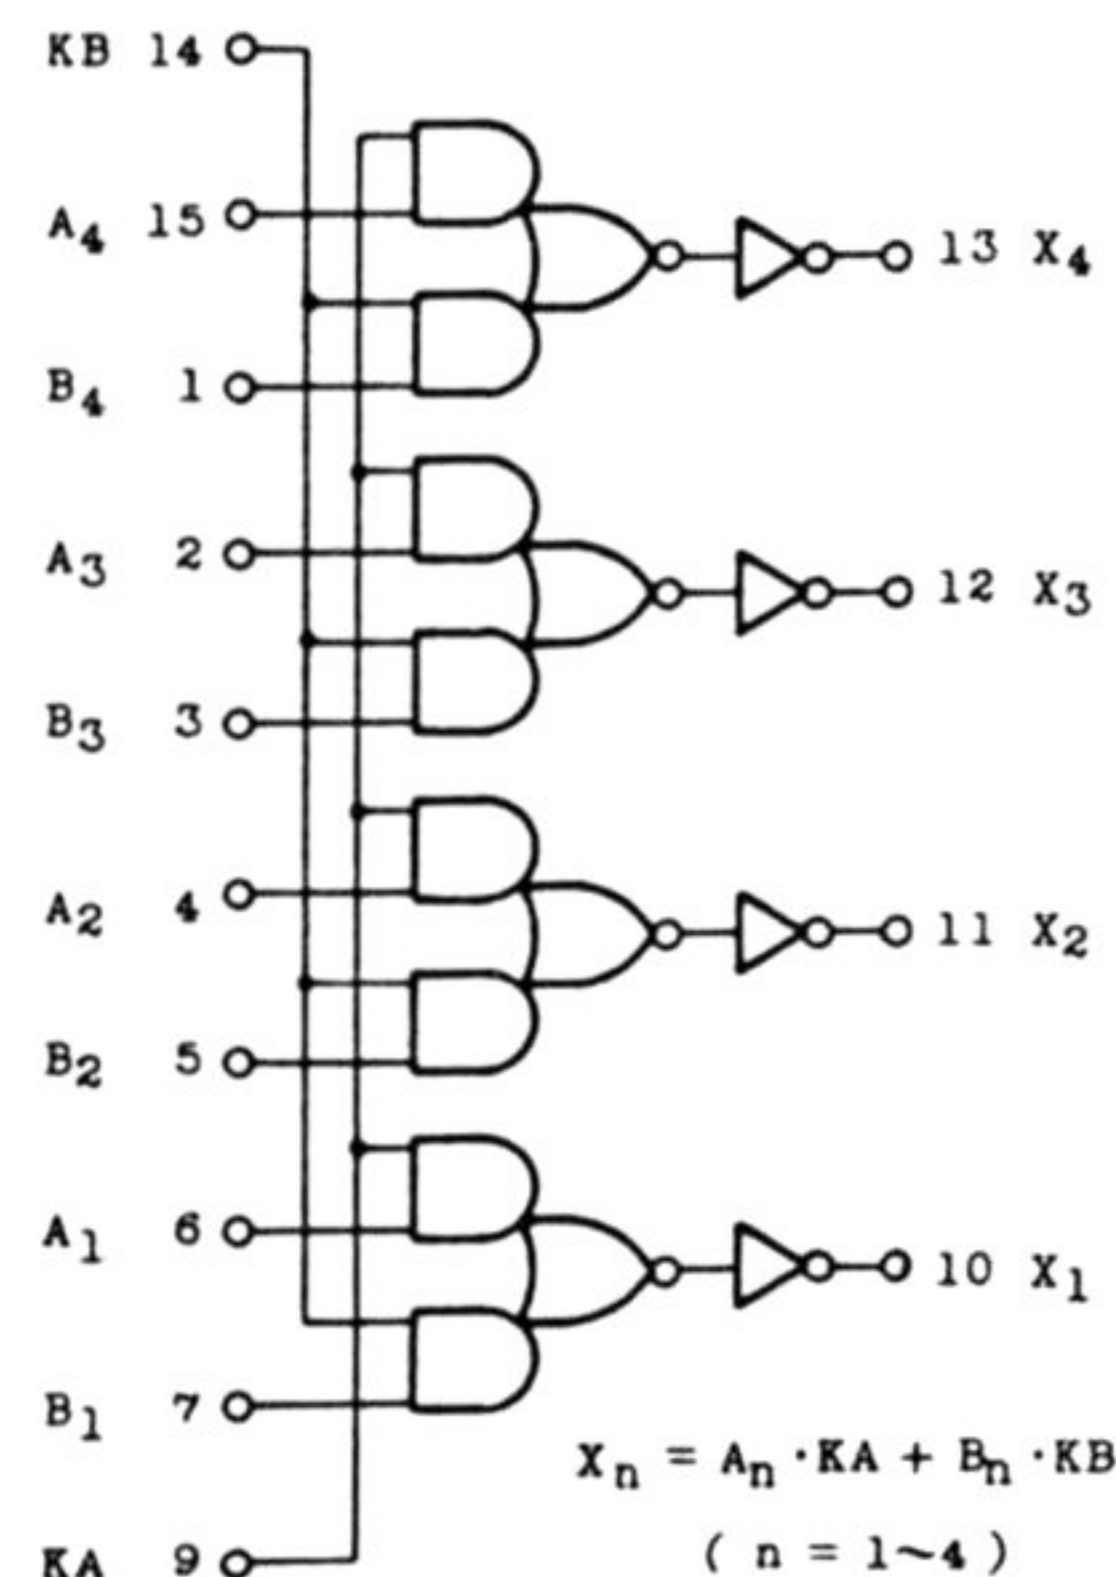 KB 14
A4 15
13 X4
B4 1
A3 2
12 X3
B3 3
A2 4
11 X2
B2 5
A1 6
10 X1
B1 7
Xn = An·KA + Bn·KB
KA 9
( n = 1~4 )